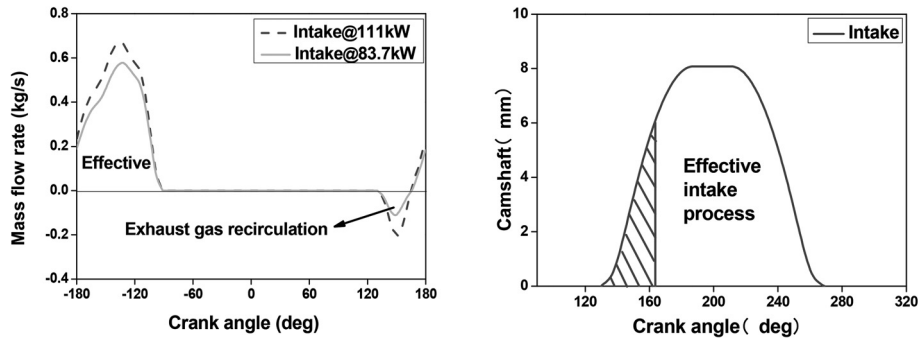 Intake@111kW
Intake@83.7kW
Effective
Exhaust gas recirculation
Mass flow rate (kg/s)
0.8
0.6
0.4
0.2
0.0
-0.2
-0.4
-180 -120 -60 0 60 120 180
Crank angle (deg)
Intake
Effective
intake
process
Camshaft( mm)
10
8
6
4
2
0
120 160 200 240 280 320
Crank angle( deg)